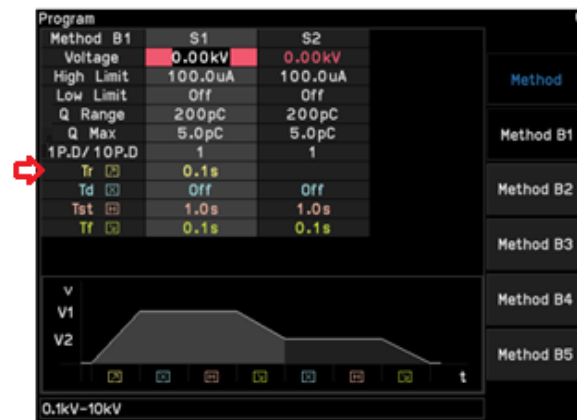 Program
Method B1 S1 S2
Voltage 0.00kV 0.00kV
High Limit 100.0uA 100.0uA
Low Limit Off Off
Q Range 200pC 200pC
Q Max 5.0pC 5.0pC
1P.D/10P.D 1 1
Tr 0.1s
Td Off Off
Tst 1.0s 1.0s
Tf 0.1s 0.1s
V
V1
V2
t
0.1kV-10kV
Method
Method B1
Method B2
Method B3
Method B4
Method B5